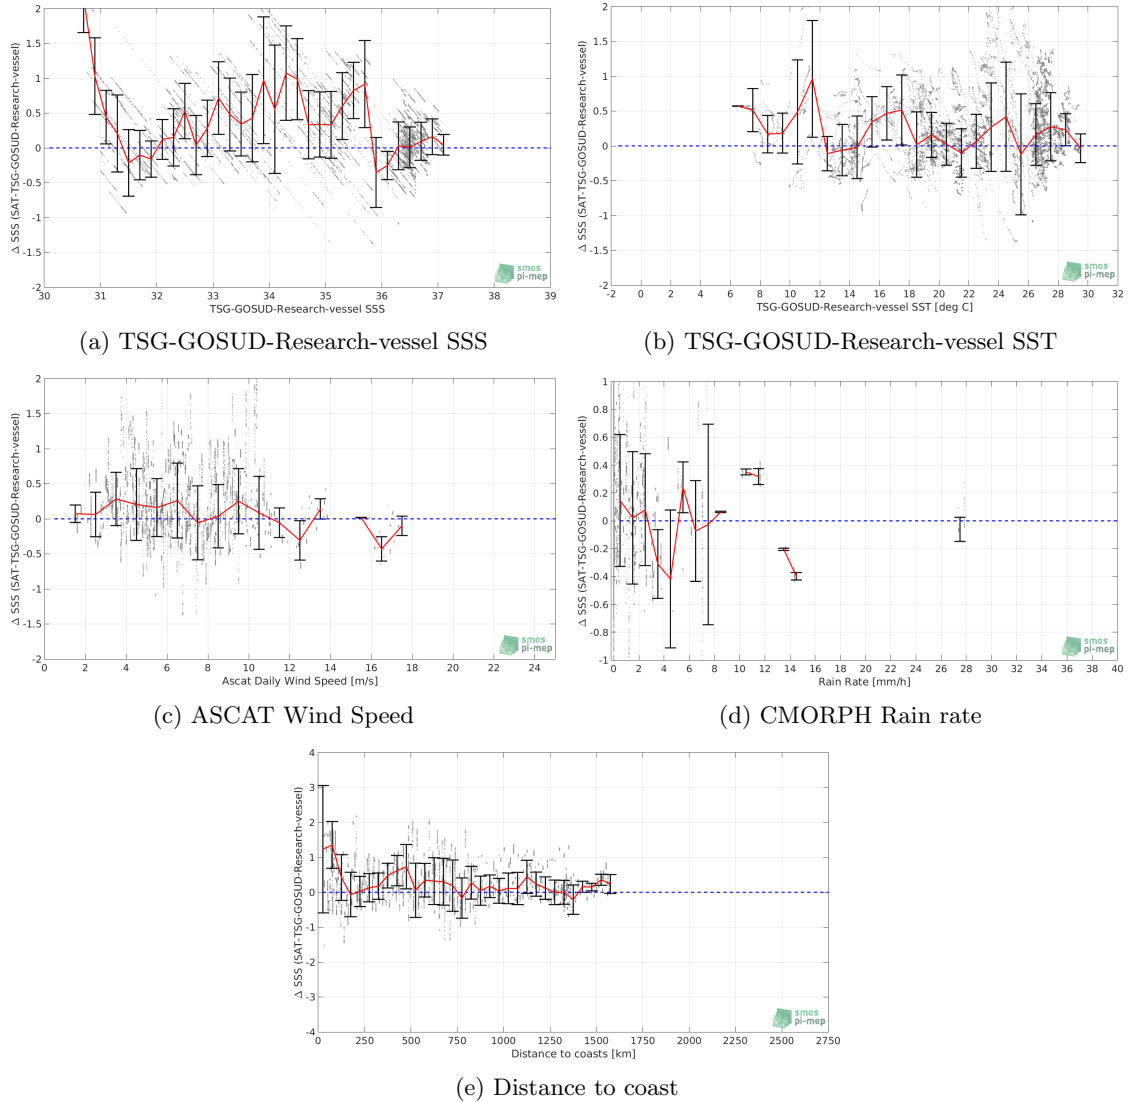 2
1.5
1
0.5
0
-0.5
-1
-1.5
-2
Δ SSS (SAT-TSG-GOSUD-Research-vessel)
30 31 32 33 34 35 36 37 38 39
TSG-GOSUD-Research-vessel SSS
smos
pi-mep
(a) TSG-GOSUD-Research-vessel SSS
2
1.5
1
0.5
0
-0.5
-1
-1.5
-2
Δ SSS (SAT-TSG-GOSUD-Research-vessel)
-2 0 2 4 6 8 10 12 14 16 18 20 22 24 26 28 30 32
TSG-GOSUD-Research-vessel SST [deg C]
smos
pi-mep
(b) TSG-GOSUD-Research-vessel SST
2
1.5
1
0.5
0
-0.5
-1
-1.5
-2
Δ SSS (SAT-TSG-GOSUD-Research-vessel)
0 2 4 6 8 10 12 14 16 18 20 22 24
Ascat Daily Wind Speed [m/s]
smos
pi-mep
(c) ASCAT Wind Speed
1
0.8
0.6
0.4
0.2
0
-0.2
-0.4
-0.6
-0.8
-1
Δ SSS (SAT-TSG-GOSUD-Research-vessel)
0 2 4 6 8 10 12 14 16 18 20 22 24 26 28 30 32 34 36 38 40
Rain Rate [mm/h]
smos
pi-mep
(d) CMORPH Rain rate
4
3
2
1
0
-1
-2
-3
-4
Δ SSS (SAT-TSG-GOSUD-Research-vessel)
0 250 500 750 1000 1250 1500 1750 2000 2250 2500 2750
Distance to coasts [km]
smos
pi-mep
(e) Distance to coast